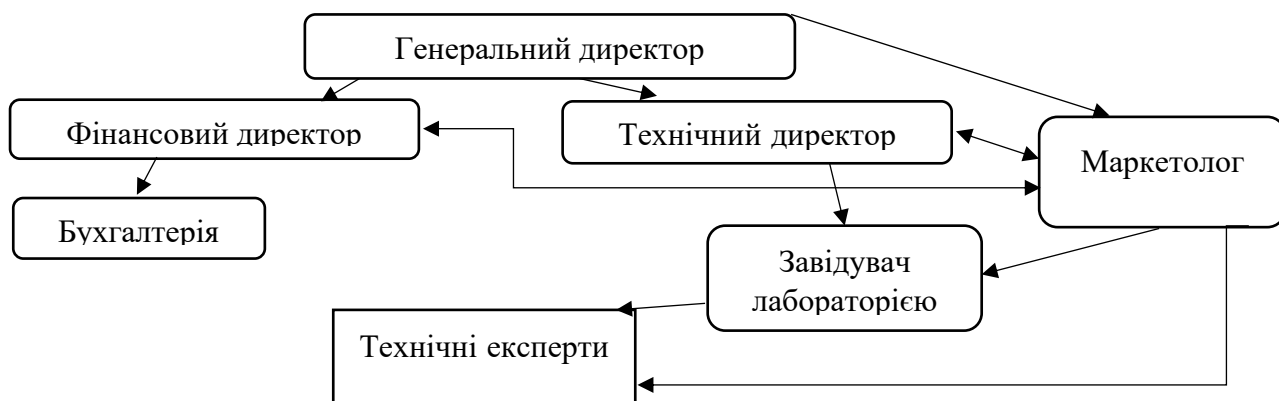 Генеральний директор
Фінансовий директор
Технічний директор
Маркетолог
Бухгалтерія
Завідувач
лабораторією
Технічні експерти